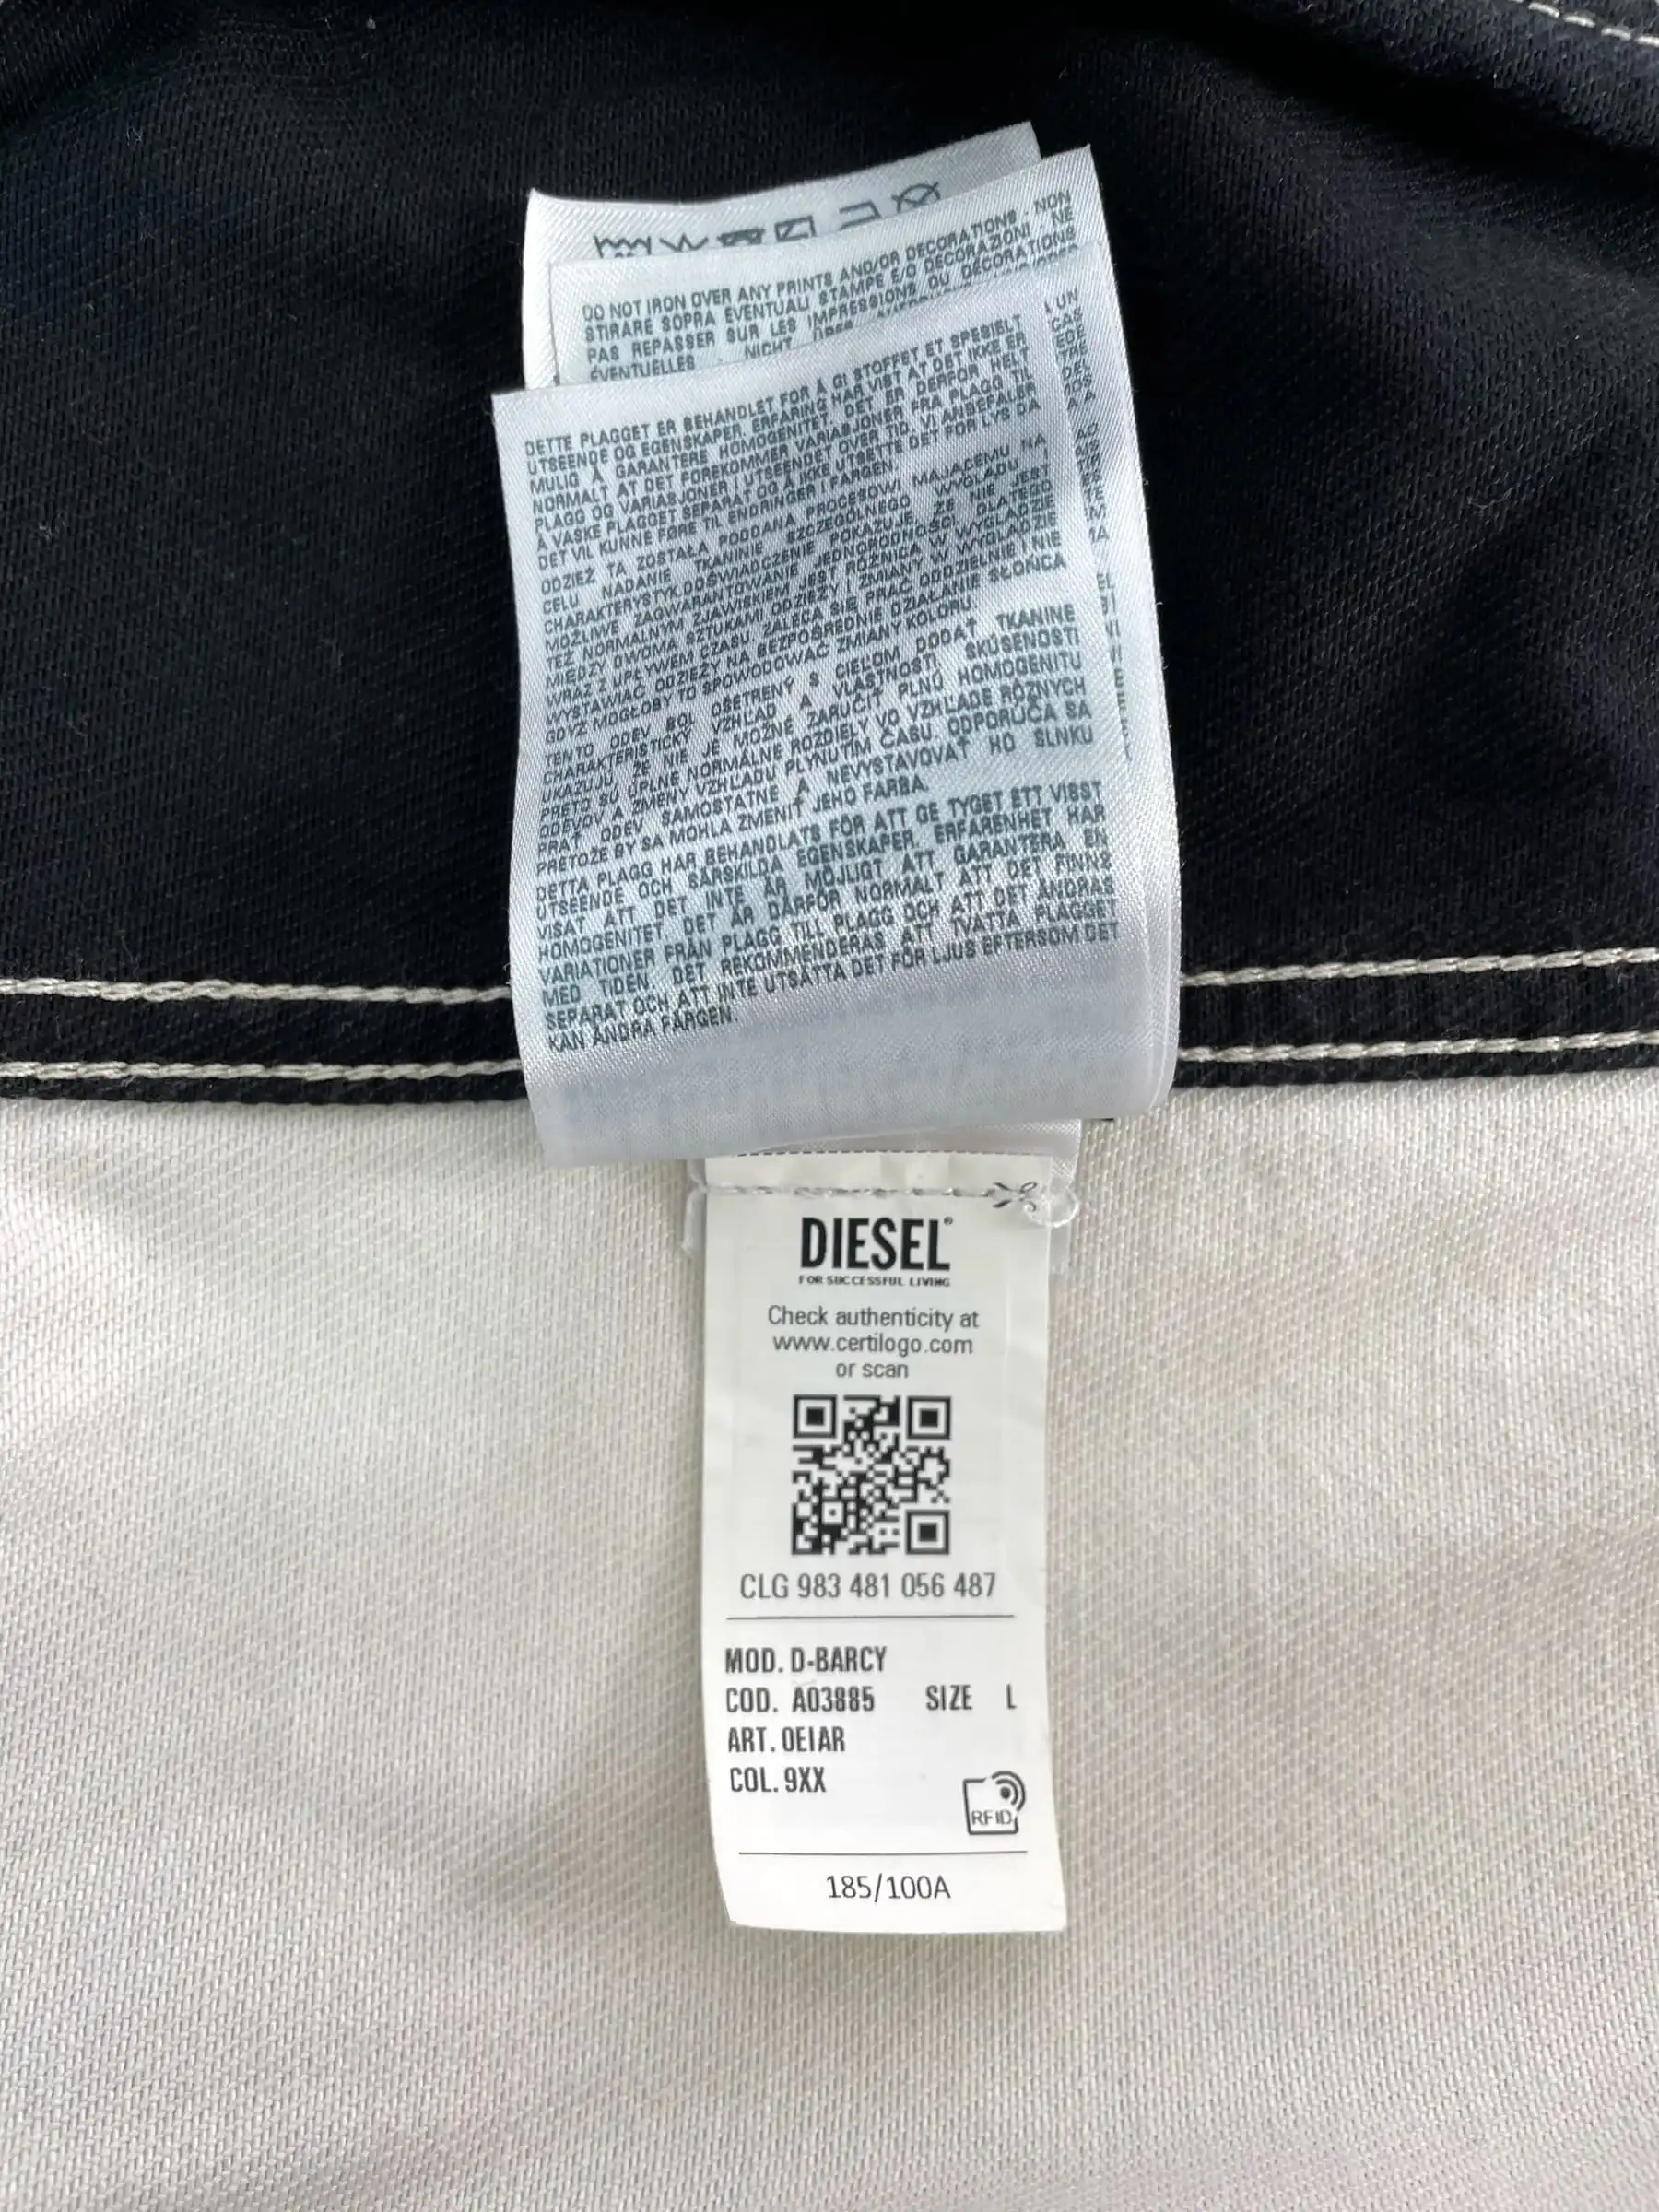 DO NOT IRON OVER ANY PRINTS AND/OR DECORATIONS . NON
STIRARE SOPRA EVENTUALI STAMPE E/O DECORAZIONI NE
PAS REPASSER SUR LES IMPRESSIONS OU DÉCORATIONS
ÉVENTUELLES . NICHT
DETTE PLAGGET ER BEHANDLET FOR Å GI STOFFET ET SPESIELT
UTSEENDE OG EGENSKAPER. ERFARING HAR VIST AT DET IKKE ER
MULIG Å GARANTERE HOMOGENITET. DET ER DERFOR HELT
NORMALT AT DET FOREKOMMER VARIASJONER FRA PLAGG TIL
PLAGG OG VARIASJONER I UTSEENDET OVER TID. VI ANBEFALER
Å VASKE PLAGGET SEPARAT OG Å IKKE UTSETTE DET FOR LYS DA
DET VIL KUNNE FØRE TIL ENDRINGER I FARGEN.
ODZIEŻ TA ZOSTAŁA PODDANA PROCESOWI MAJĄCEMU NA
CELU NADANIE TKANINIE SZCZEGÓLNEGO WYGLĄDU I
CHARAKTERYSTYK.DOŚWIADCZENIE POKAZUJE, ŻE NIE JEST
MOŻLIWE ZAGWARANTOWANIE JEDNORODNOŚCI DLATEGO
TEŻ NORMALNYM ZJAWISKIEM JEST RÓŻNICA W WYGLĄDZIE
MIĘDZY DWOMA SZTUKAMI ODZIEŻY I ZMIANY W WYGLĄDZIE
WRAZ Z UPŁYWEM CZASU. ZALECA SIĘ PRAĆ ODDZIELNIE I NIE
WYSTAWIAĆ ODZIEŻY NA BEZPOŚREDNIE DZIAŁANIE SŁOŃCA
GDYŻ MOGŁOBY TO SPOWODOWAĆ ZMIANY KOLORU.
TENTO ODEV BOL OŠETRENÝ S CIEĽOM DODAŤ TKANINE
CHARAKTERISTICKÝ VZHĽAD A VLASTNOSTI. SKÚSENOSTI
UKAZUJÚ, ŽE NIE JE MOŽNÉ ZARUČIŤ PLNÚ HOMOGENITU
PRETO SÚ ÚPLNE NORMÁLNE ROZDIELY VO VZHĽADE RÔZNYCH
ODEVOV A ZMENY VZHĽADU PLYNUTÍM ČASU. ODPORÚČA SA
PRAŤ ODEV SAMOSTATNE A NEVYSTAVOVAŤ HO SLNKU
PRETOŽE BY SA MOHLA ZMENIŤ JEHO FARBA.
DETTA PLAGG HAR BEHANDLATS FÖR ATT GE TYGET ETT VISST
UTSEENDE OCH SÄRSKILDA EGENSKAPER. ERFARENHET HAR
VISAT ATT DET INTE ÄR MÖJLIGT ATT GARANTERA EN
HOMOGENITET DET ÄR DÄRFÖR NORMALT ATT DET FINNS
VARIATIONER FRÅN PLAGG TILL PLAGG OCH ATT DET ÄNDRAS
MED TIDEN. DET REKOMMENDERAS ATT TVÄTTA PLAGGET
SEPARAT OCH ATT INTE UTSÄTTA DET FÖR LJUS EFTERSOM DET
KAN ÄNDRA FÄRGEN.
DIESEL®
FOR SUCCESSFUL LIVING
Check authenticity at
www.certilogo.com
or scan
CLG 983 481 056 487
MOD. D-BARCY
COD. A03885 SIZE L
ART. 0EIAR
COL. 9XX
RFID
185/100A